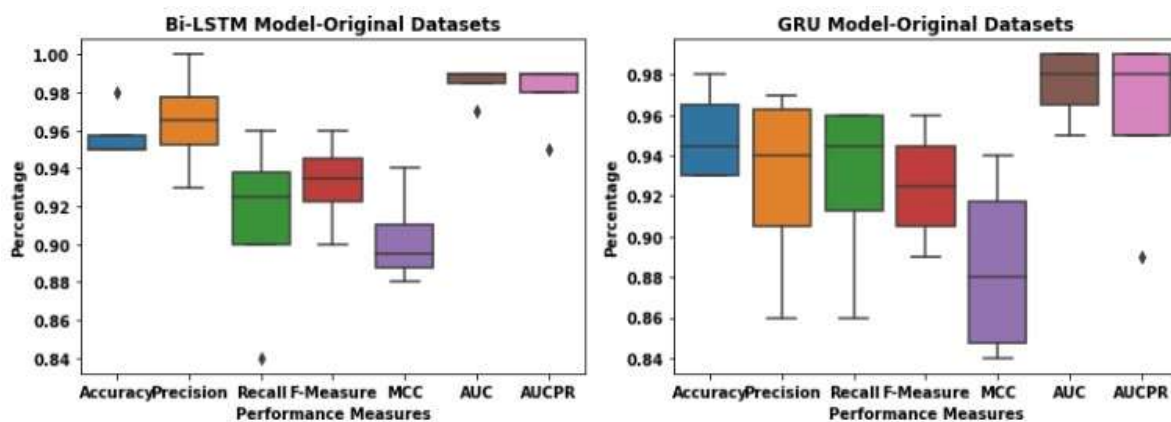 Bi-LSTM Model-Original Datasets
Percentage
1.00
0.98
0.96
0.94
0.92
0.90
0.88
0.86
0.84
Accuracy Precision Recall F-Measure MCC AUC AUCPR
Performance Measures
GRU Model-Original Datasets
Percentage
0.98
0.96
0.94
0.92
0.90
0.88
0.86
0.84
Accuracy Precision Recall F-Measure MCC AUC AUCPR
Performance Measures